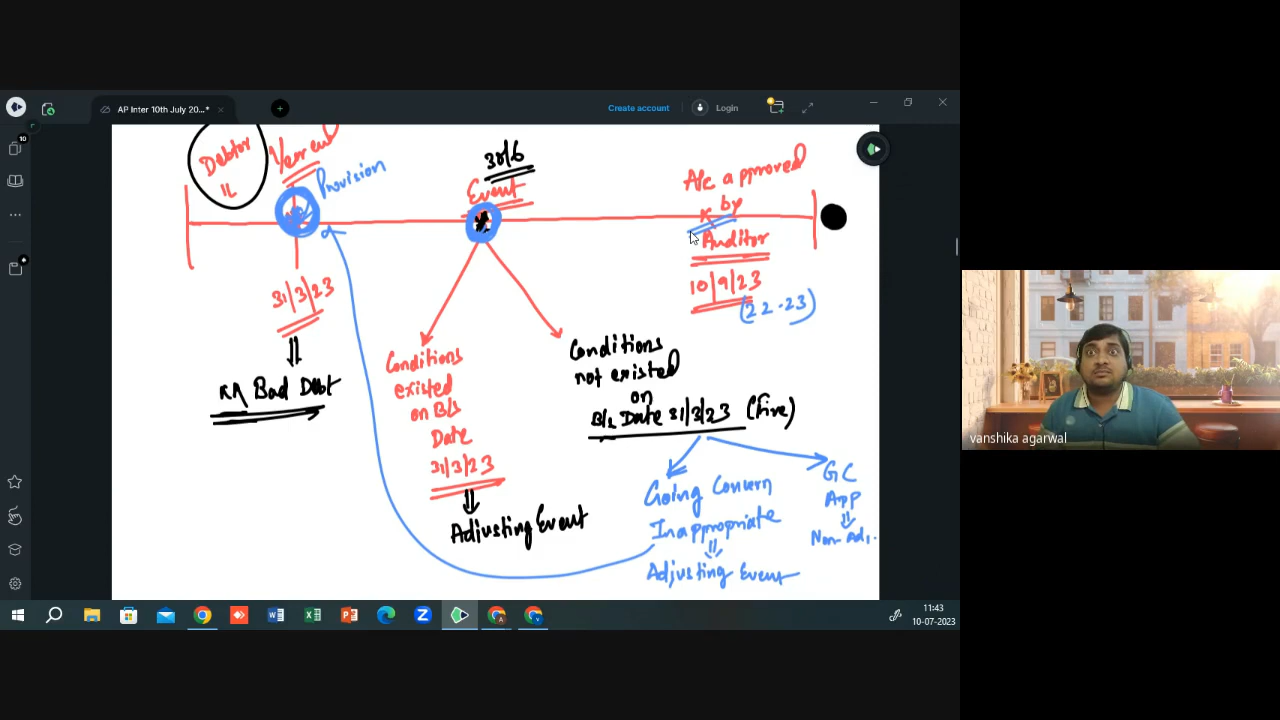 AP Inter 10th July 20...*
Create account
Login
10
Debtor
Year end
Provision
30/6
Event
A/c approved
by
Auditor
10/9/23
(22-23)
31/3/23
Bad Debt
Conditions
existed
on B/S
Date
31/3/23
Adjusting Event
Conditions
not existed
on
B/S Date 31/3/23 (Fire)
Going Concern
Inappropriate
Adjusting Event
GC
App
Non-Adj.
vanshika agarwal
11:43
10-07-2023